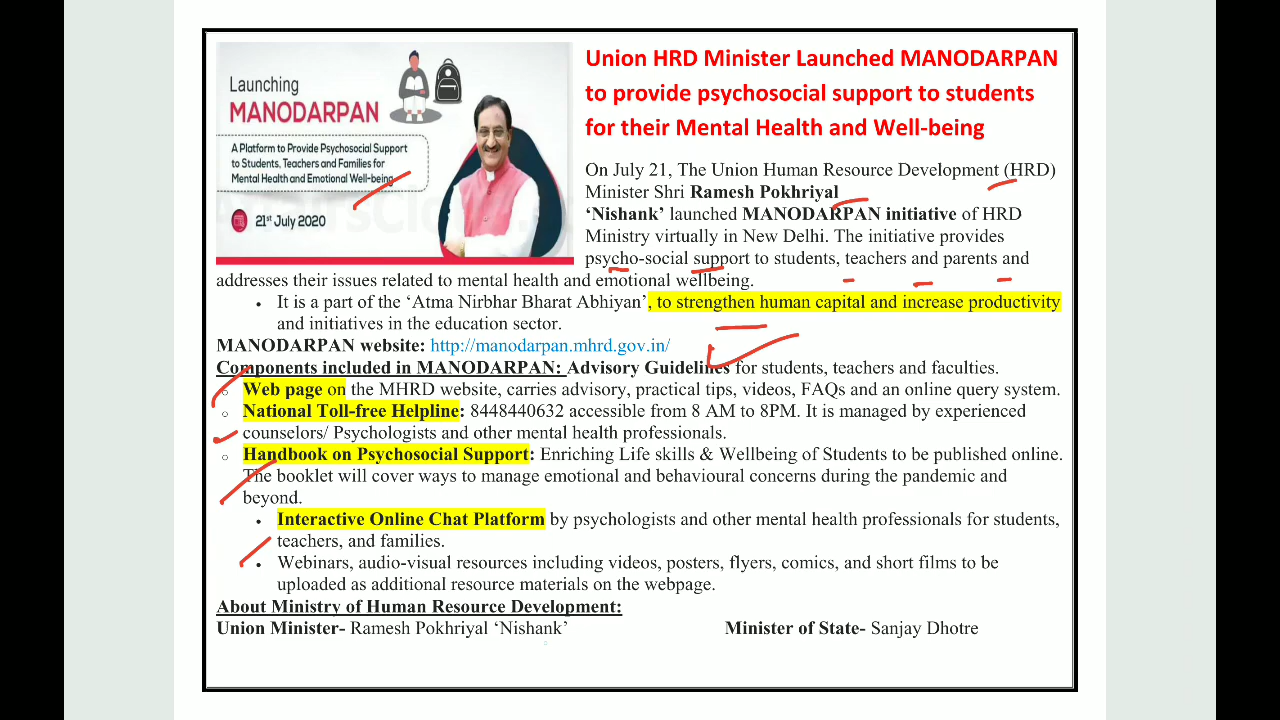 Launching
MANODARPAN
A Platform to Provide Psychosocial Support
to Students, Teachers and Families for
Mental Health and Emotional Well-being
21st July 2020
Union HRD Minister Launched MANODARPAN
to provide psychosocial support to students
for their Mental Health and Well-being
On July 21, The Union Human Resource Development (HRD)
Minister Shri Ramesh Pokhriyal
‘Nishank’ launched MANODARPAN initiative of HRD
Ministry virtually in New Delhi. The initiative provides
psycho-social support to students, teachers and parents and
addresses their issues related to mental health and emotional wellbeing.
• It is a part of the ‘Atma Nirbhar Bharat Abhiyan’, to strengthen human capital and increase productivity
and initiatives in the education sector.
MANODARPAN website: http://manodarpan.mhrd.gov.in/
Components included in MANODARPAN: Advisory Guidelines for students, teachers and faculties.
○ Web page on the MHRD website, carries advisory, practical tips, videos, FAQs and an online query system.
○ National Toll-free Helpline: 8448440632 accessible from 8 AM to 8PM. It is managed by experienced
counselors/ Psychologists and other mental health professionals.
○ Handbook on Psychosocial Support: Enriching Life skills & Wellbeing of Students to be published online.
The booklet will cover ways to manage emotional and behavioural concerns during the pandemic and
beyond.
• Interactive Online Chat Platform by psychologists and other mental health professionals for students,
teachers, and families.
• Webinars, audio-visual resources including videos, posters, flyers, comics, and short films to be
uploaded as additional resource materials on the webpage.
About Ministry of Human Resource Development:
Union Minister- Ramesh Pokhriyal ‘Nishank’ Minister of State- Sanjay Dhotre